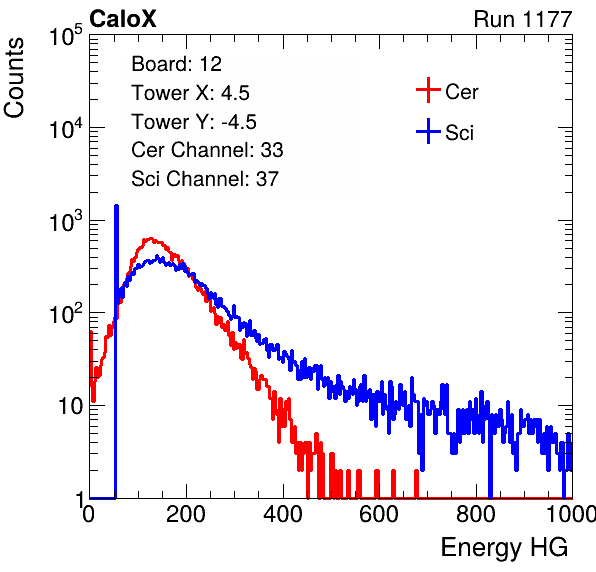 CaloX Run 1177
Counts
Board: 12
Tower X: 4.5
Tower Y: -4.5
Cer Channel: 33
Sci Channel: 37
Cer
Sci
10^5
10^4
10^3
10^2
10
1
0 200 400 600 800 1000
Energy HG